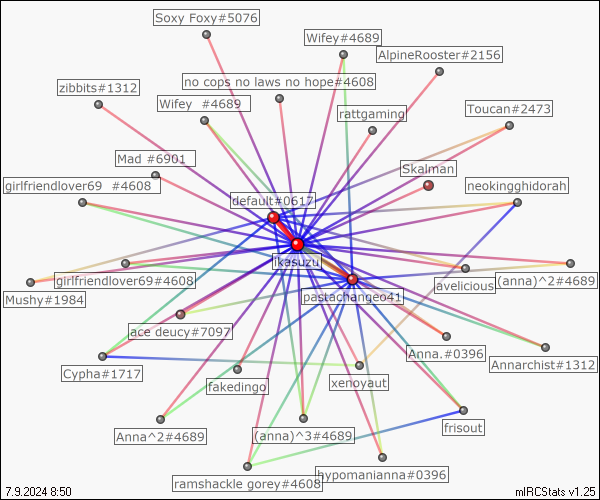 Soxy Foxy#5076
Wifey#4689
AlpineRooster#2156
no cops no laws no hope#4608
zibbits#1312
Wifey #4689
rattgaming
Toucan#2473
Mad #6901
Skalman
girlfriendlover69 #4608
neokingghidorah
default#0617
ikasuzu
girlfriendlover69#4608
avelicious
(anna)^2#4689
Mushy#1984
pastachangeo41
ace deucy#7097
Anna.#0396
Annarchist#1312
Cypha#1717
fakedingo
xenoyaut
Anna^2#4689
(anna)^3#4689
frisout
ramshackle gorey#4608
hypomanianna#0396
7.9.2024 8:50
mIRCStats v1.25